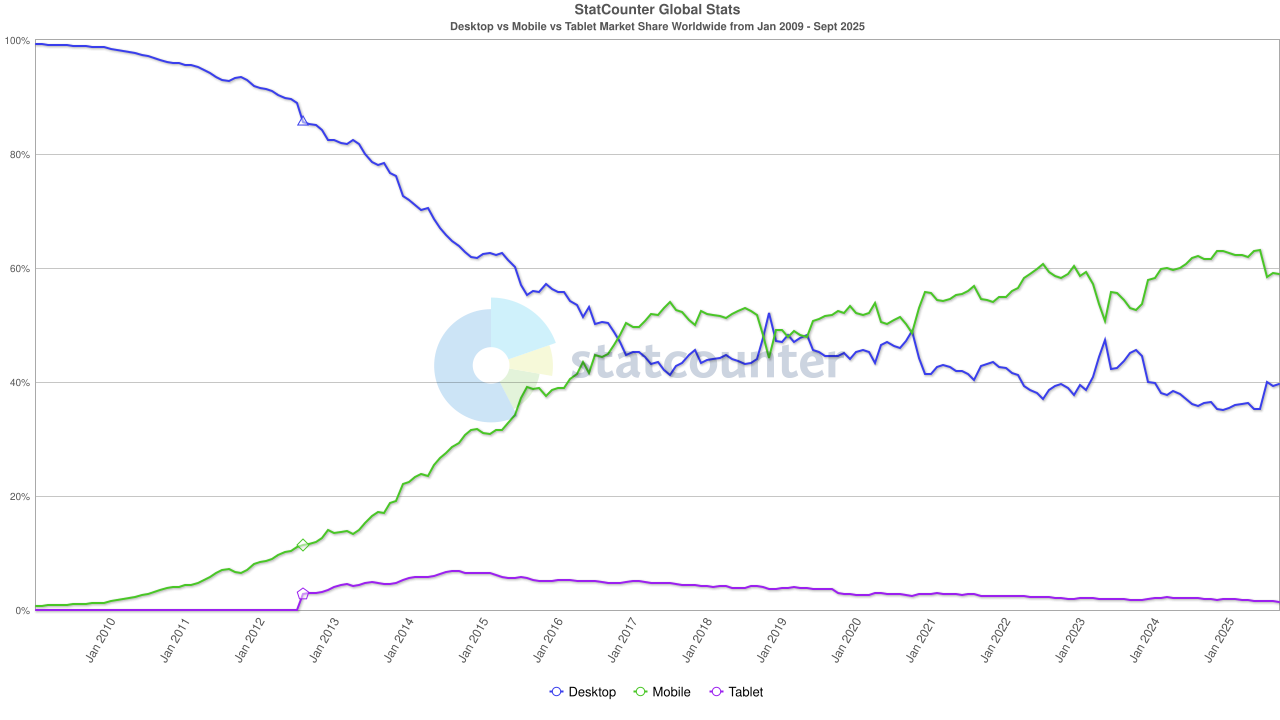 StatCounter Global Stats
Desktop vs Mobile vs Tablet Market Share Worldwide from Jan 2009 - Sept 2025
100%
80%
60%
statcounter
40%
20%
0%
Jan 2010
Jan 2011
Jan 2012
Jan 2013
Jan 2014
Jan 2015
Jan 2016
Jan 2017
Jan 2018
Jan 2019
Jan 2020
Jan 2021
Jan 2022
Jan 2023
Jan 2024
Jan 2025
Desktop Mobile Tablet